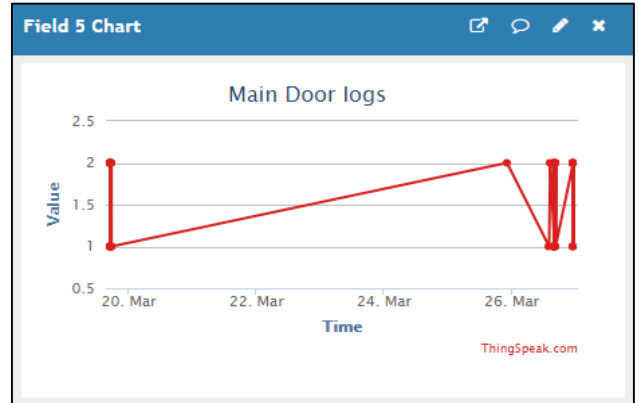 Field 5 Chart
Main Door logs
2.5
2
1.5
1
0.5
Value
20. Mar 22. Mar 24. Mar 26. Mar
Time
ThingSpeak.com